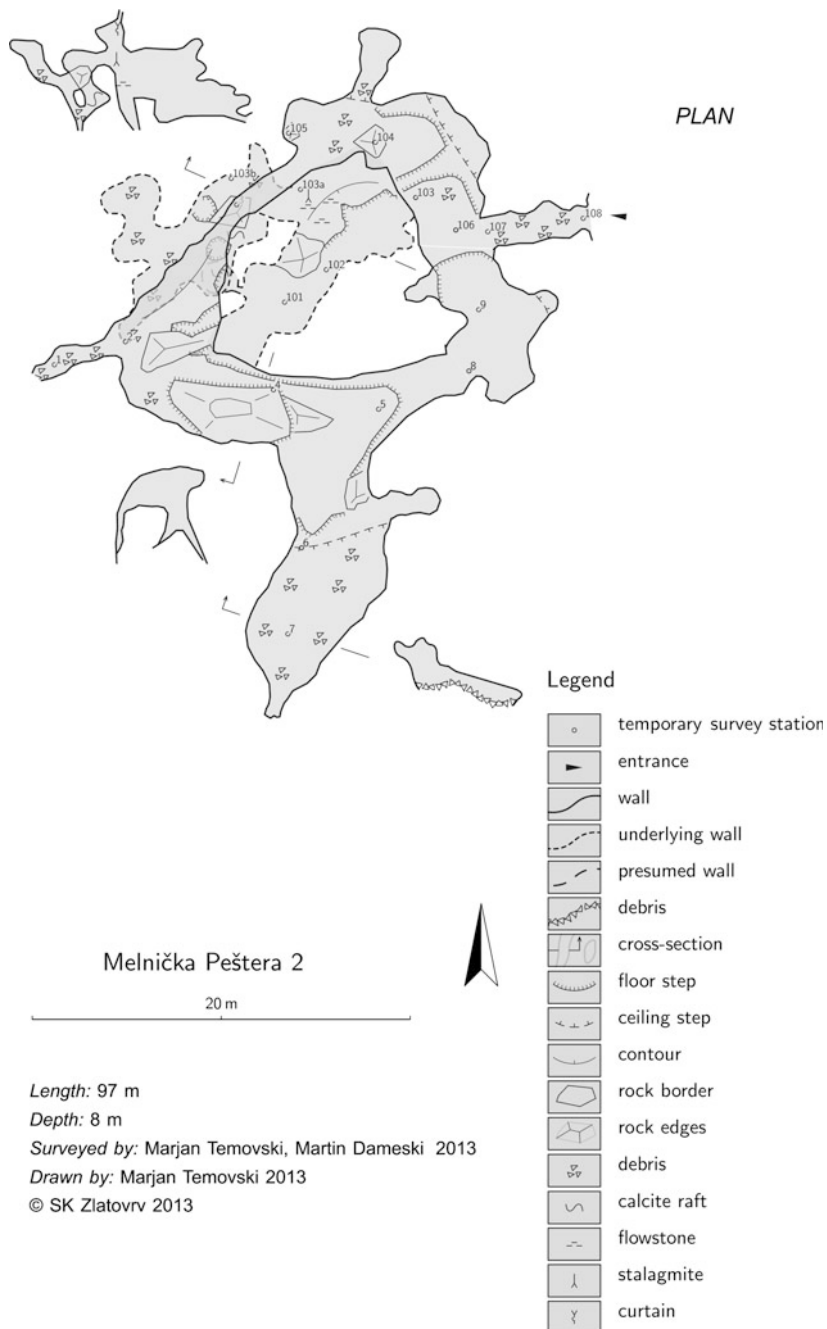 PLAN
105
104
103b
103a
103
108
106
107
102
101
9
1
2
8
4
5
6
7
Legend
temporary survey station
entrance
wall
underlying wall
presumed wall
debris
cross-section
floor step
ceiling step
contour
rock border
rock edges
debris
calcite raft
flowstone
stalagmite
curtain
Melnička Peštera 2
20 m
Length: 97 m
Depth: 8 m
Surveyed by: Marjan Temovski, Martin Dameski 2013
Drawn by: Marjan Temovski 2013
© SK Zlatovrv 2013